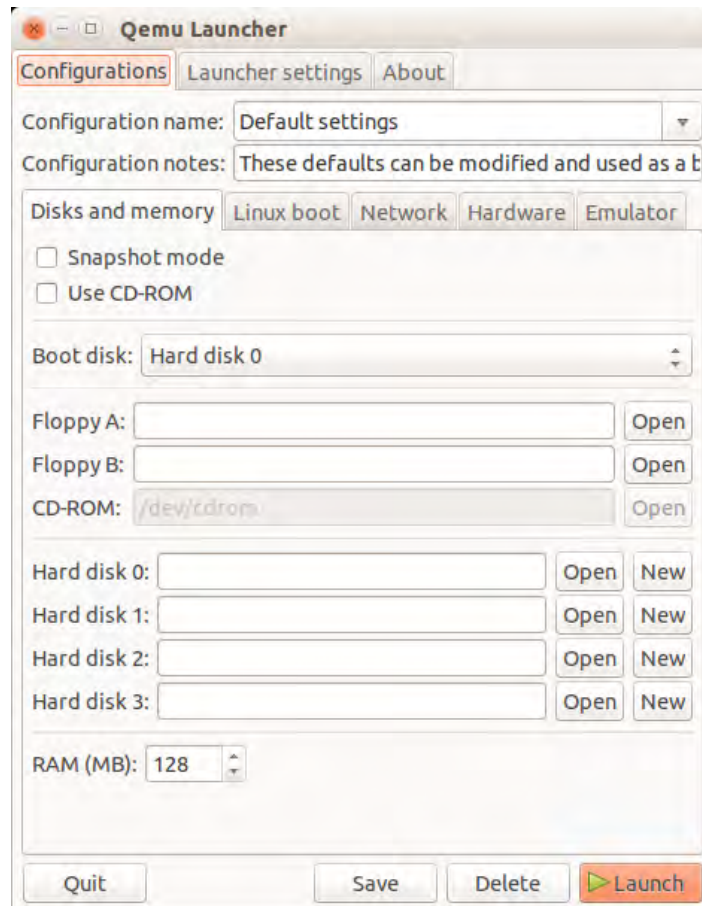 Qemu Launcher
Configurations Launcher settings About
Configuration name: Default settings
Configuration notes: These defaults can be modified and used as a b
Disks and memory Linux boot Network Hardware Emulator
Snapshot mode
Use CD-ROM
Boot disk: Hard disk 0
Floppy A: Open
Floppy B: Open
CD-ROM: /dev/cdrom Open
Hard disk 0: Open New
Hard disk 1: Open New
Hard disk 2: Open New
Hard disk 3: Open New
RAM (MB): 128
Quit Save Delete Launch